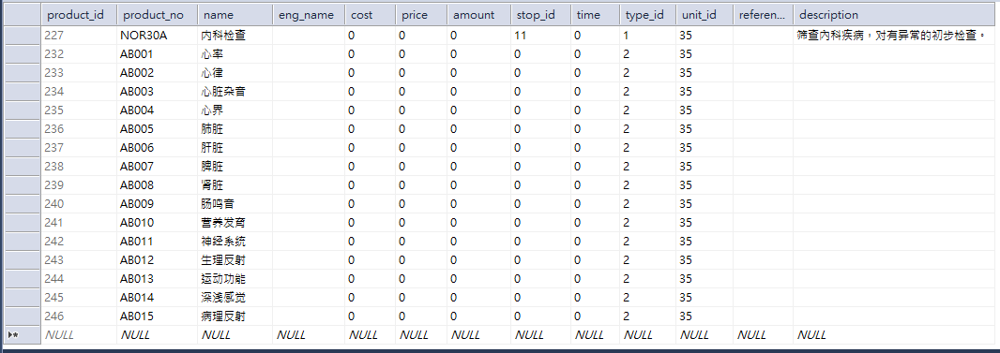 product_id product_no name eng_name cost price amount stop_id time type_id unit_id referen... description
227 NOR30A 内科检查 0 0 0 11 0 1 35 筛查內科疾病，对有异常的初步检查。
232 AB001 心率 0 0 0 0 0 2 35
233 AB002 心律 0 0 0 0 0 2 35
234 AB003 心脏杂音 0 0 0 0 0 2 35
235 AB004 心界 0 0 0 0 0 2 35
236 AB005 肺脏 0 0 0 0 0 2 35
237 AB006 肝脏 0 0 0 0 0 2 35
238 AB007 脾脏 0 0 0 0 0 2 35
239 AB008 肾脏 0 0 0 0 0 2 35
240 AB009 肠鸣音 0 0 0 0 0 2 35
241 AB010 营养发育 0 0 0 0 0 2 35
242 AB011 神经系统 0 0 0 0 0 2 35
243 AB012 生理反射 0 0 0 0 0 2 35
244 AB013 运动功能 0 0 0 0 0 2 35
245 AB014 深浅感觉 0 0 0 0 0 2 35
246 AB015 病理反射 0 0 0 0 0 2 35
NULL NULL NULL NULL NULL NULL NULL NULL NULL NULL NULL NULL NULL